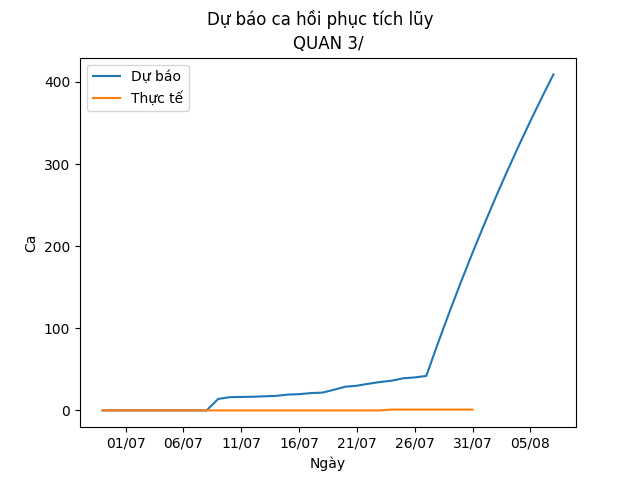 Dự báo ca hồi phục tích lũy
QUAN 3/
Dự báo
Thực tế
400
300
200
100
0
Ca
01/07 06/07 11/07 16/07 21/07 26/07 31/07 05/08
Ngày